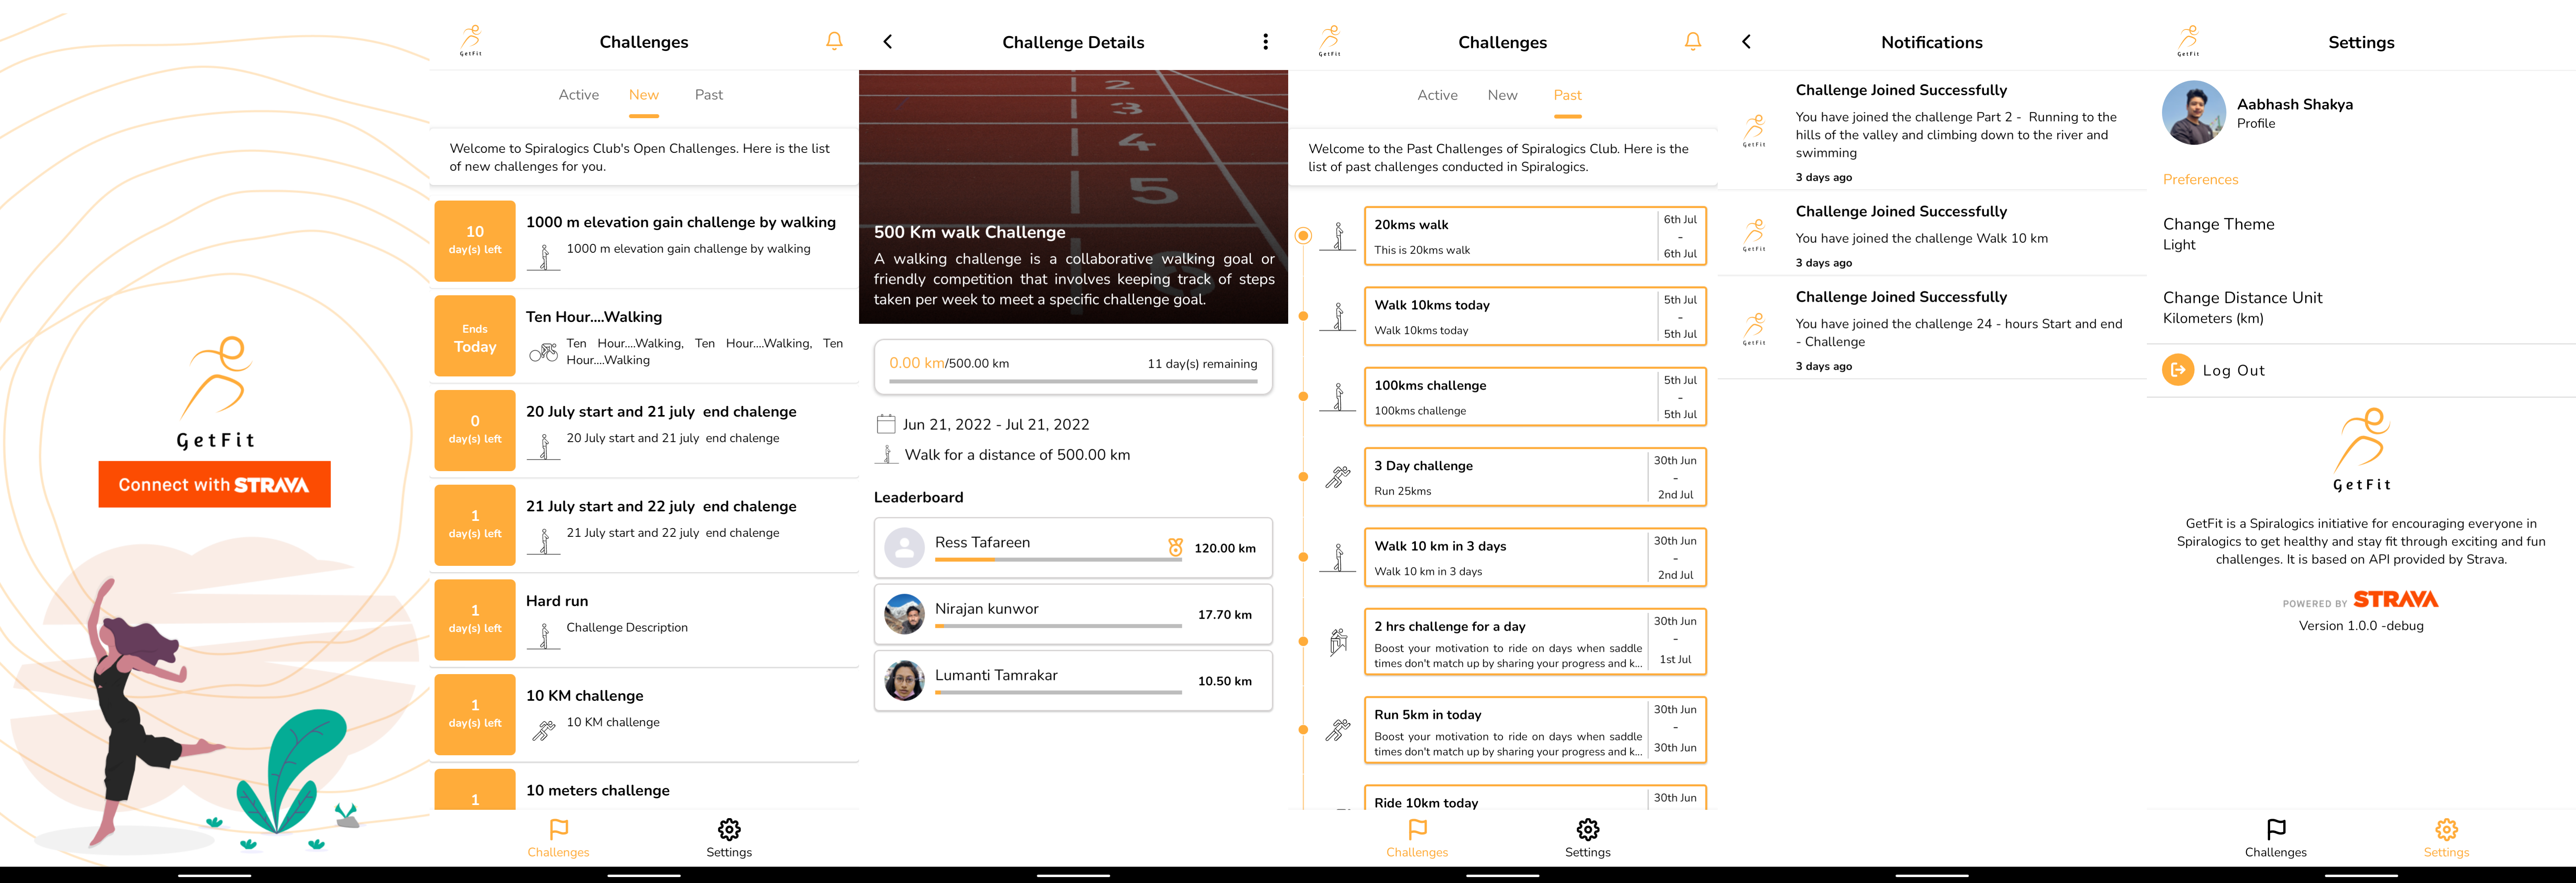 GetFit
Connect with STRAVA
GetFit
Challenges
Active
New
Past
Welcome to Spiralogics Club's Open Challenges. Here is the list
of new challenges for you.
10
day(s) left
1000 m elevation gain challenge by walking
1000 m elevation gain challenge by walking
Ends
Today
Ten Hour....Walking
Ten Hour....Walking, Ten Hour....Walking, Ten
Hour....Walking
0
day(s) left
20 July start and 21 july end chalenge
20 July start and 21 july end chalenge
1
day(s) left
21 July start and 22 july end chalenge
21 July start and 22 july end chalenge
1
day(s) left
Hard run
Challenge Description
1
day(s) left
10 KM challenge
10 KM challenge
1
10 meters challenge
Challenges
Settings
Challenge Details
2
3
4
5
500 Km walk Challenge
A walking challenge is a collaborative walking goal or
friendly competition that involves keeping track of steps
taken per week to meet a specific challenge goal.
0.00 km/500.00 km
11 day(s) remaining
Jun 21, 2022 - Jul 21, 2022
Walk for a distance of 500.00 km
Leaderboard
Ress Tafareen
120.00 km
Nirajan kunwor
17.70 km
Lumanti Tamrakar
10.50 km
GetFit
Challenges
Active
New
Past
Welcome to the Past Challenges of Spiralogics Club. Here is the
list of past challenges conducted in Spiralogics.
20kms walk
This is 20kms walk
6th Jul
-
6th Jul
Walk 10kms today
Walk 10kms today
5th Jul
-
5th Jul
100kms challenge
100kms challenge
5th Jul
-
5th Jul
3 Day challenge
Run 25kms
30th Jun
-
2nd Jul
Walk 10 km in 3 days
Walk 10 km in 3 days
30th Jun
-
2nd Jul
2 hrs challenge for a day
Boost your motivation to ride on days when saddle
times don't match up by sharing your progress and k...
30th Jun
-
1st Jul
Run 5km in today
Boost your motivation to ride on days when saddle
times don't match up by sharing your progress and k...
30th Jun
-
30th Jun
Ride 10km today
30th Jun
Challenges
Settings
Notifications
GetFit
Challenge Joined Successfully
You have joined the challenge Part 2 - Running to the
hills of the valley and climbing down to the river and
swimming
3 days ago
GetFit
Challenge Joined Successfully
You have joined the challenge Walk 10 km
3 days ago
GetFit
Challenge Joined Successfully
You have joined the challenge 24 - hours Start and end
- Challenge
3 days ago
GetFit
Settings
Aabhash Shakya
Profile
Preferences
Change Theme
Light
Change Distance Unit
Kilometers (km)
Log Out
GetFit
GetFit is a Spiralogics initiative for encouraging everyone in
Spiralogics to get healthy and stay fit through exciting and fun
challenges. It is based on API provided by Strava.
POWERED BY STRAVA
Version 1.0.0 -debug
Challenges
Settings